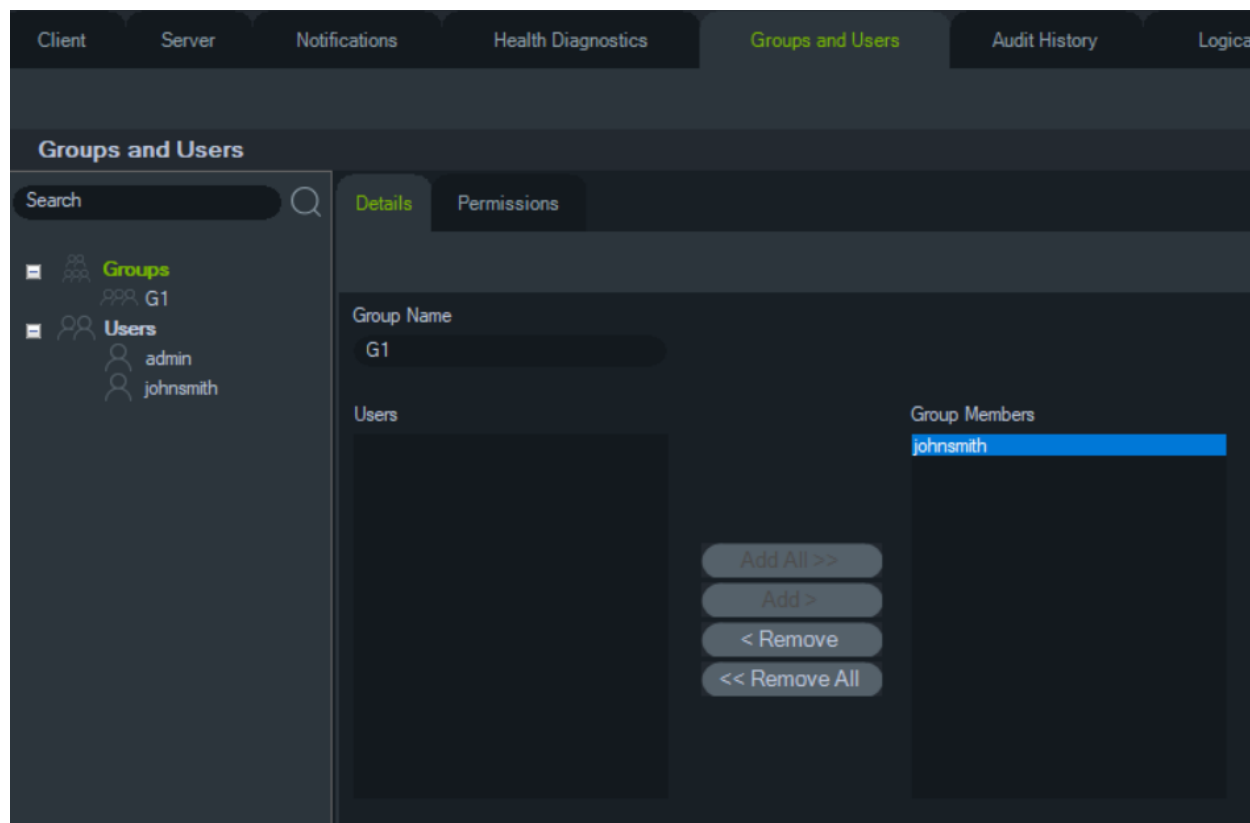 Client Server Notifications Health Diagnostics Groups and Users Audit History Logica
Groups and Users
Search
Details Permissions
Groups
G1
Users
admin
johnsmith
Group Name
G1
Users
Group Members
johnsmith
Add All >>
Add >
< Remove
<< Remove All